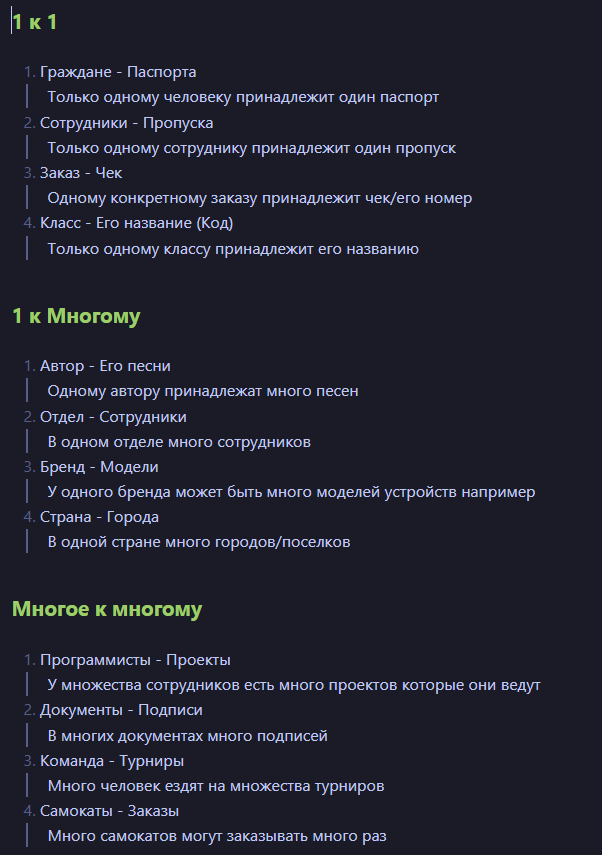 1 к 1
1. Граждане - Паспорта
Только одному человеку принадлежит один паспорт
2. Сотрудники - Пропуска
Только одному сотруднику принадлежит один пропуск
3. Заказ - Чек
Одному конкретному заказу принадлежит чек/его номер
4. Класс - Его название (Код)
Только одному классу принадлежит его названию
1 к Многому
1. Автор - Его песни
Одному автору принадлежат много песен
2. Отдел - Сотрудники
В одном отделе много сотрудников
3. Бренд - Модели
У одного бренда может быть много моделей устройств например
4. Страна - Города
В одной стране много городов/поселков
Многое к многому
1. Программисты - Проекты
У множества сотрудников есть много проектов которые они ведут
2. Документы - Подписи
В многих документах много подписей
3. Команда - Турниры
Много человек ездят на множества турниров
4. Самокаты - Заказы
Много самокатов могут заказывать много раз